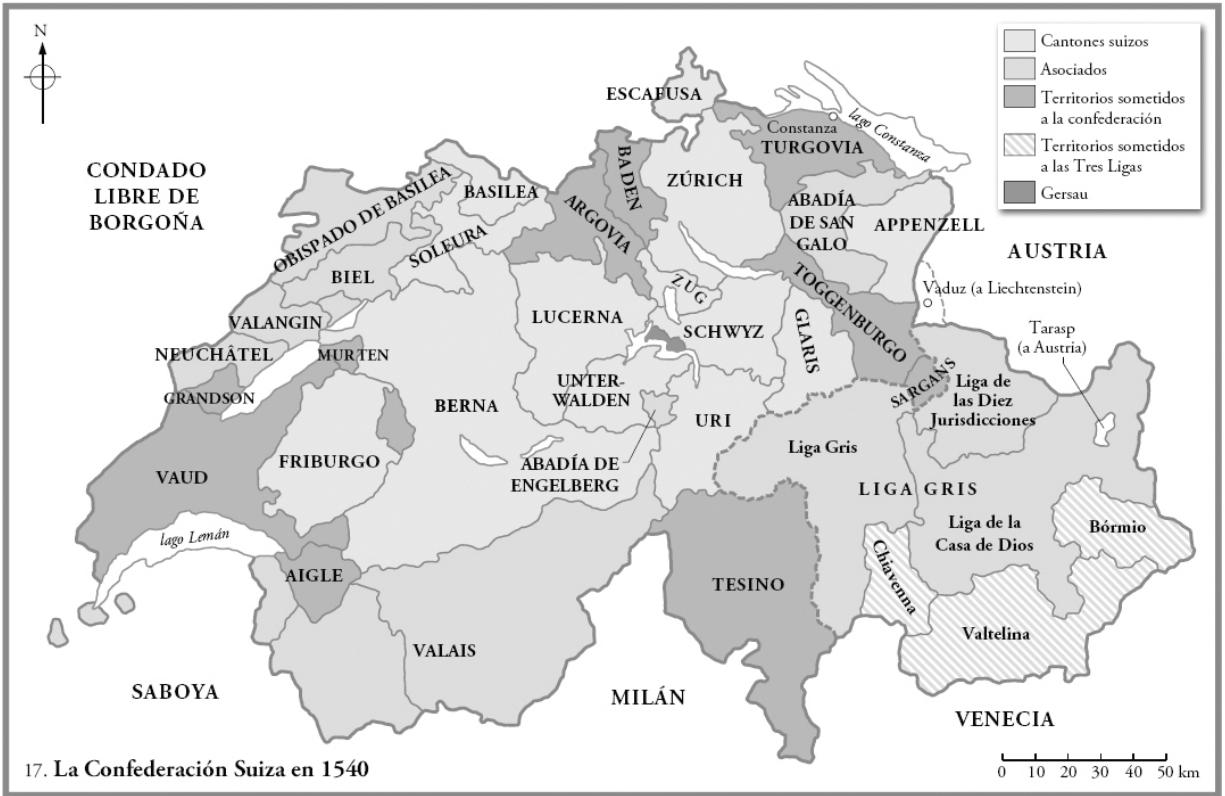 N
Cantones suizos
Asociados
Territorios sometidos
a la confederación
Territorios sometidos
a las Tres Ligas
Gersau
ESCAFUSA
lago Constanza
Constanza
TURGOVIA
CONDADO
LIBRE DE
BORGOÑA
BADEN
ZÚRICH
OBISPADO DE BASILEA
BASILEA
ARGOVIA
ABADÍA
DE SAN
GALO
APPENZELL
AUSTRIA
SOLEURA
BIEL
ZUG
TOGGENBURGO
Vaduz (a Liechtenstein)
VALANGIN
LUCERNA
SCHWYZ
GLARIS
Tarasp
(a Austria)
NEUCHÂTEL
MURTEN
GRANDSON
UNTER-
WALDEN
SARGANS
Liga de
las Diez
Jurisdicciones
BERNA
URI
Liga Gris
FRIBURGO
ABADÍA DE
ENGELBERG
VAUD
LIGA GRIS
lago Lemán
Liga de la
Casa de Dios
Bórmio
AIGLE
TESINO
Chiavenna
VALAIS
Valtelina
SABOYA
MILÁN
VENECIA
17. La Confederación Suiza en 1540
0 10 20 30 40 50 km